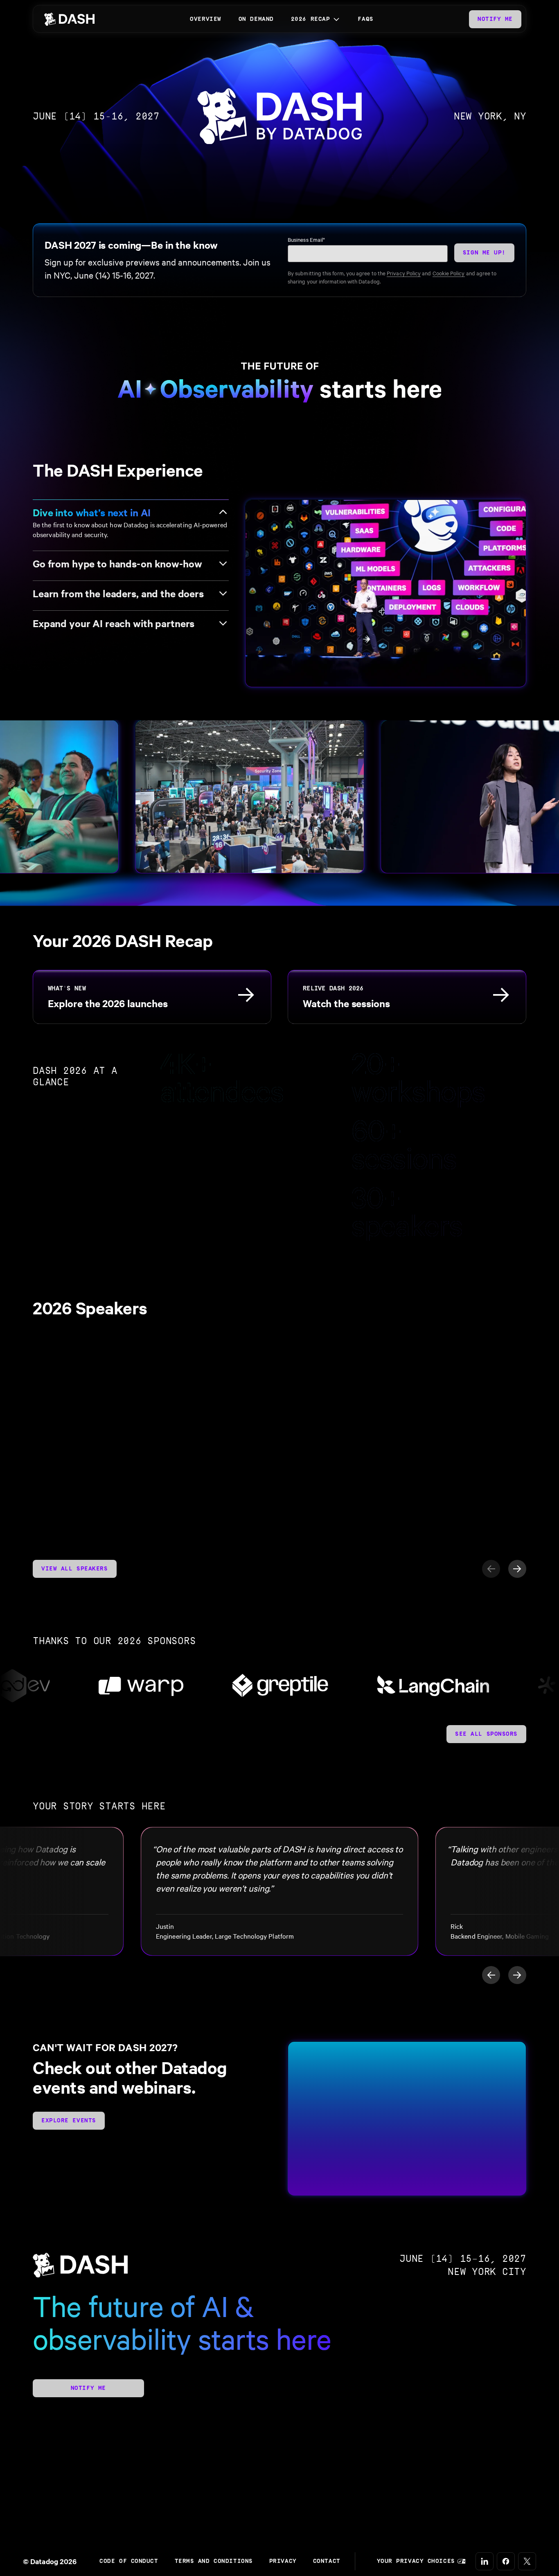 DASH
OVERVIEW
ON DEMAND
2026 RECAP
FAQS
NOTIFY ME
JUNE (14) 15-16, 2027
DASH
BY DATADOG
NEW YORK, NY
DASH 2027 is coming—Be in the know
Sign up for exclusive previews and announcements. Join us
in NYC, June (14) 15-16, 2027.
Business Email*
SIGN ME UP!
By submitting this form, you agree to the Privacy Policy and Cookie Policy and agree to
sharing your information with Datadog.
THE FUTURE OF
AI Observability starts here
The DASH Experience
Dive into what's next in AI
Be the first to know about how Datadog is accelerating AI-powered
observability and security.
Go from hype to hands-on know-how
Learn from the leaders, and the doers
Expand your AI reach with partners
VULNERABILITIES
SAAS
HARDWARE
ML MODELS
CONTAINERS
LOGS
DEPLOYMENT
CONFIGURA
CODE
PLATFORMS
ATTACKERS
WORKFLOW
CLOUDS
Your 2026 DASH Recap
WHAT'S NEW
Explore the 2026 launches
RELIVE DASH 2026
Watch the sessions
DASH 2026 AT A
GLANCE
attendees
workshops
sessions
speakers
2026 Speakers
VIEW ALL SPEAKERS
THANKS TO OUR 2026 SPONSORS
warp
greptile
LangChain
SEE ALL SPONSORS
YOUR STORY STARTS HERE
how Datadog is
how we can scale
Technology
"One of the most valuable parts of DASH is having direct access to
people who really know the platform and to other teams solving
the same problems. It opens your eyes to capabilities you didn't
even realize you weren't using."
Justin
Engineering Leader, Large Technology Platform
"Talking with other engine
Datadog has been one of
Rick
Backend Engineer, Mobile Gaming
CAN'T WAIT FOR DASH 2027?
Check out other Datadog
events and webinars.
EXPLORE EVENTS
DASH
JUNE (14) 15-16, 2027
NEW YORK CITY
The future of AI &
observability starts here
NOTIFY ME
© Datadog 2026
CODE OF CONDUCT
TERMS AND CONDITIONS
PRIVACY
CONTACT
YOUR PRIVACY CHOICES